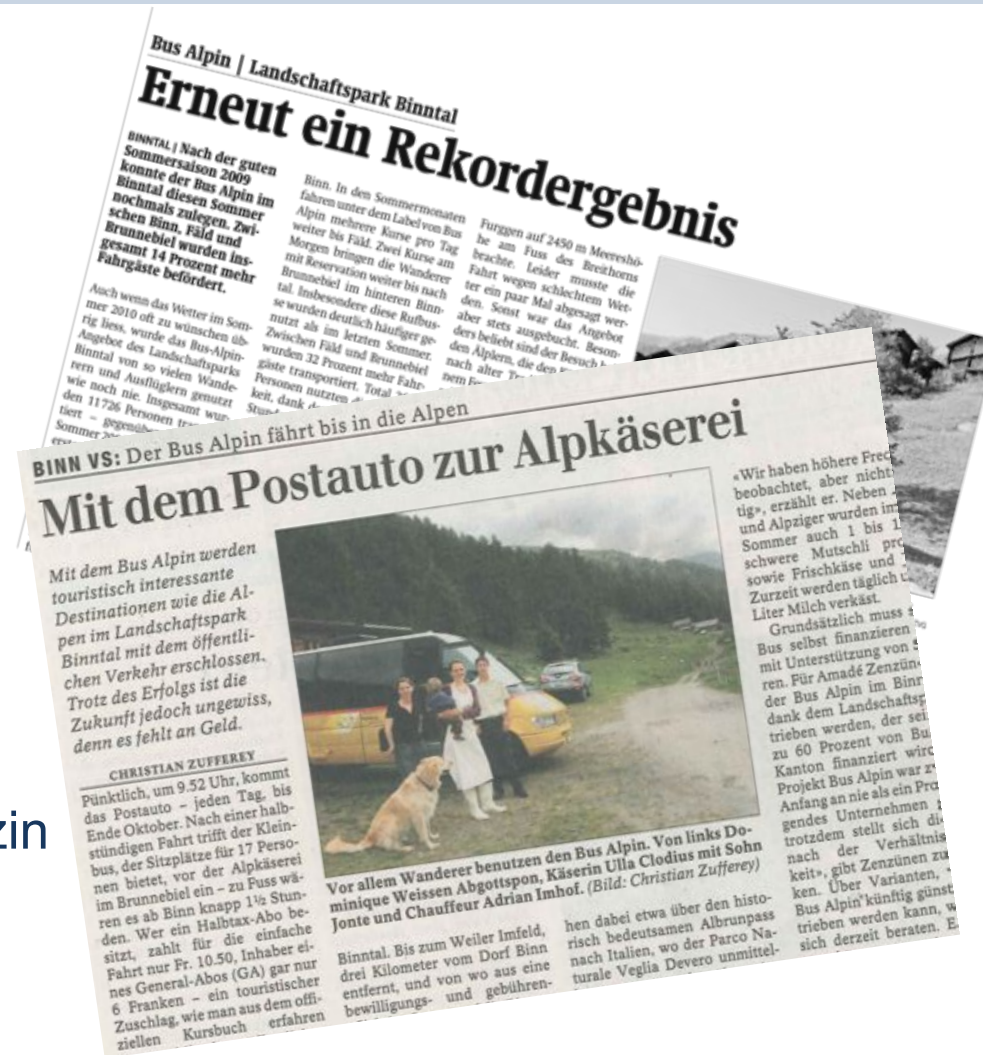 Bus Alpin | Landschaftspark Binntal
Erneut ein Rekordergebnis
BINNTAL | Nach der guten
Sommersaison 2009
konnte der Bus Alpin im
Binntal diesen Sommer
nochmals zulegen. Zwi-
schen Binn, Fäld und
Brunnebiel wurden ins-
gesamt 14 Prozent mehr
Fahrgäste befördert.
Auch wenn das Wetter im Som-
mer 2010 oft zu wünschen üb-
rig liess, wurde das Bus-Alpin-
Angebot des Landschaftsparks
Binntal von so vielen Wande-
rern und Ausflüglern genutzt
wie noch nie. Insgesamt wur-
den 11 726 Personen
tiert – 
Sommer
Binn. In den Sommermonaten
fahren unter dem Label von Bus
Alpin mehrere Kurse pro Tag
weiter bis Fäld. Zwei Kurse am
Morgen bringen die Wanderer
mit Reservation weiter bis nach
Brunnebiel im hinteren Binn-
tal. Insbesondere diese Rufbus-
se wurden deutlich häufiger ge-
nutzt als im letzten Sommer.
Zwischen Fäld und Brunnebiel
wurden 32 Prozent mehr Fahr-
gäste transportiert. Total
Personen nutzten
keit, dank
Furggen auf 2450 m Meereshö-
he am Fuss des Breithorns
brachte. Leider musste die
Fahrt wegen schlechtem Wet-
ter ein paar Mal abgesagt wer-
den. Sonst war das Angebot
aber stets ausgebucht. Beson-
ders beliebt sind der Besuch
den Älplern, die den
nach alter
BINN VS: Der Bus Alpin fährt bis in die Alpen
Mit dem Postauto zur Alpkäserei
Mit dem Bus Alpin werden
touristisch interessante
Destinationen wie die Al-
pen im Landschaftspark
Binntal mit dem öffentli-
chen Verkehr erschlossen.
Trotz des Erfolgs ist die
Zukunft jedoch ungewiss,
denn es fehlt an Geld.
CHRISTIAN ZUFFEREY
Pünktlich, um 9.52 Uhr, kommt
das Postauto – jeden Tag, bis
Ende Oktober. Nach einer halb-
stündigen Fahrt trifft der Klein-
bus, der Sitzplätze für 17 Perso-
nen bietet, vor der Alpkäserei
im Brunnebiel ein – zu Fuss wä-
ren es ab Binn knapp 1½ Stun-
den. Wer ein Halbtax-Abo be-
sitzt, zahlt für die einfache
Fahrt nur Fr. 10.50, Inhaber ei-
nes General-Abos (GA) gar nur
6 Franken – ein touristischer
Zuschlag, wie man aus dem offi-
ziellen Kursbuch erfahren
Vor allem Wanderer benutzen den Bus Alpin. Von links Do-
minique Weissen Abgottspon, Käserin Ulla Clodius mit Sohn
Jonte und Chauffeur Adrian Imhof. (Bild: Christian Zufferey)
Binntal. Bis zum Weiler Imfeld,
drei Kilometer vom Dorf Binn
entfernt, und von wo aus eine
bewilligungs- und gebühren-
hen dabei etwa über den histo-
risch bedeutsamen Albrunpass
nach Italien, wo der Parco Na-
turale Veglia Devero unmittel-
«Wir haben höhere
beobachtet, aber nicht
tig», erzählt er. Neben
und Alpziger wurden im
Sommer auch 1 bis
schwere Mutschli
sowie Frischkäse und
Zurzeit werden täglich
Liter Milch verkäst.
Grundsätzlich muss
Bus selbst finanzieren
mit Unterstützung von
ren. Für Amadé Zenzün-
der Bus Alpin im
dank dem
trieben werden, der
zu 60 Prozent von
Kanton finanziert
Projekt Bus Alpin war
Anfang an nie als ein
gendes Unternehmen
trotzdem stellt sich
nach der
keit», gibt Zenzünen zu
ken. Über Varianten,
Bus Alpin künftig
trieben werden kann,
sich derzeit beraten.
zin